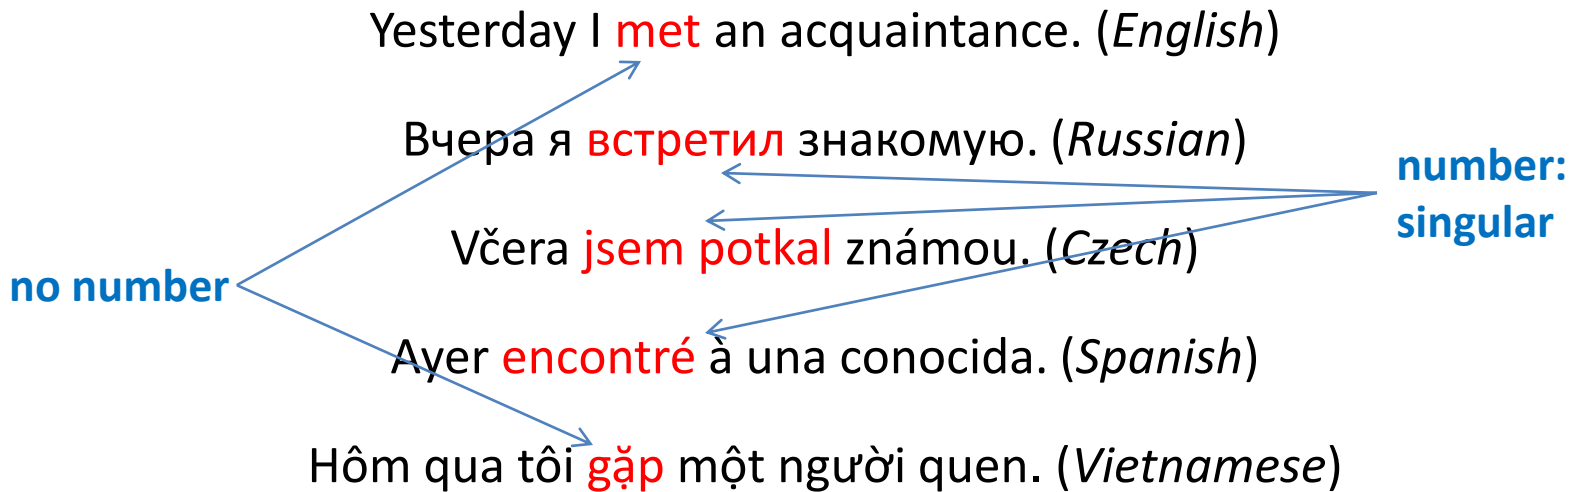 Yesterday I met an acquaintance. (English)
Вчера я встретил знакомую. (Russian)
number:
singular
Včera jsem potkal známou. (Czech)
no number
Ayer encontré à una conocida. (Spanish)
Hôm qua tôi gặp một người quen. (Vietnamese)